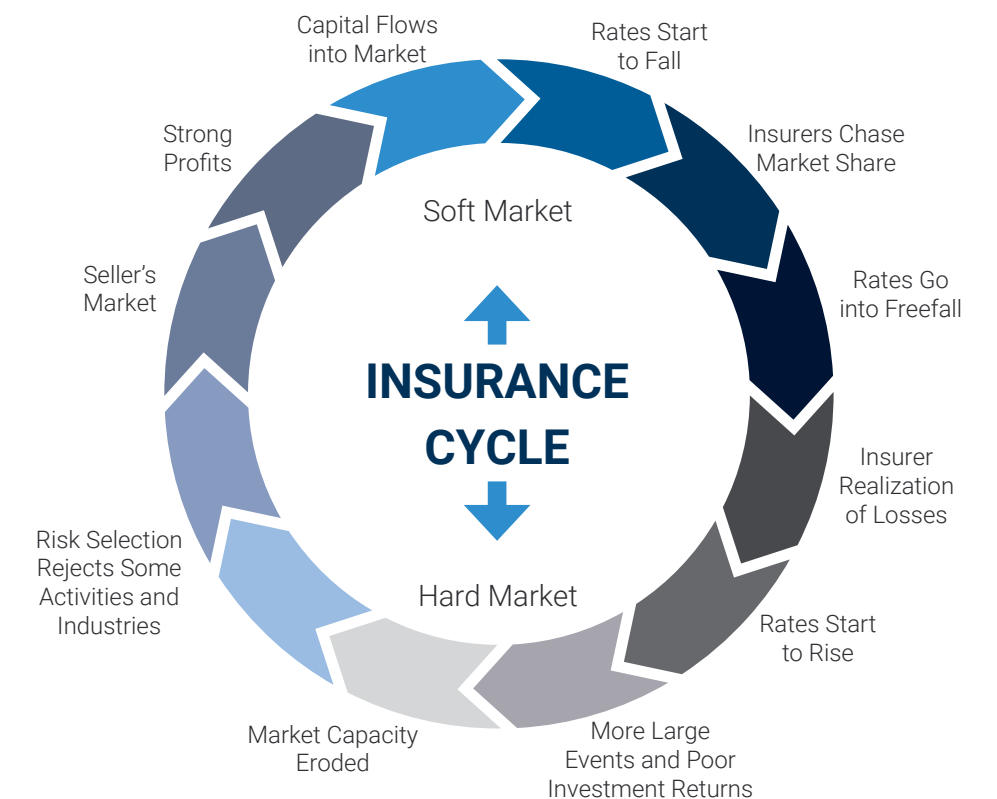 Capital Flows
into Market
Rates Start
to Fall
Insurers Chase
Market Share
Rates Go
into Freefall
Insurer
Realization
of Losses
Rates Start
to Rise
More Large
Events and Poor
Investment Returns
Market Capacity
Eroded
Risk Selection
Rejects Some
Activities and
Industries
Seller's
Market
Strong
Profits
Soft Market
INSURANCE
CYCLE
Hard Market